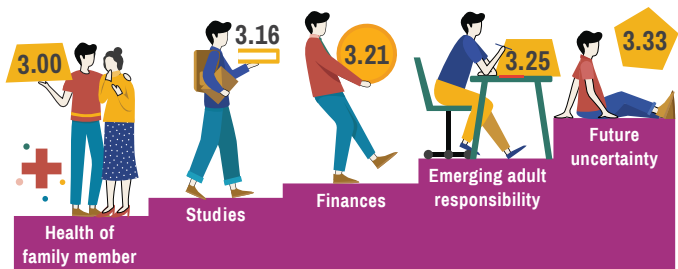 3.00
Health of
family member
3.16
Studies
3.21
Finances
3.25
Emerging adult
responsibility
3.33
Future
uncertainty